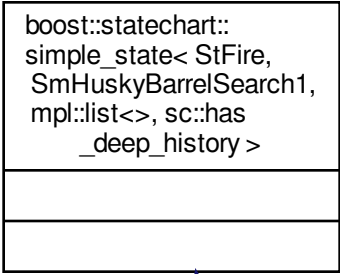 boost::statechart::
simple_state< StFire,
SmHuskyBarrelSearch1,
mpl::list<>, sc::has
_deep_history >